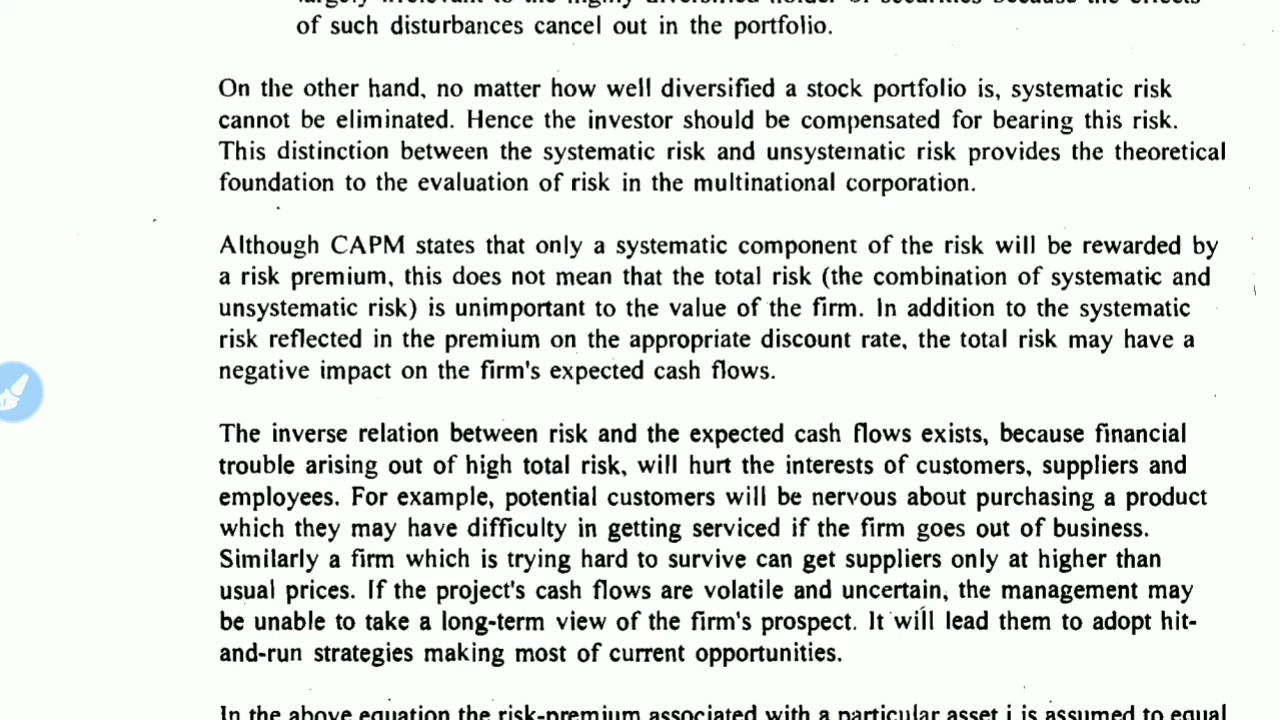 largely irrelevant to the highly diversified holder of securities because the effects
of such disturbances cancel out in the portfolio.
On the other hand, no matter how well diversified a stock portfolio is, systematic risk
cannot be eliminated. Hence the investor should be compensated for bearing this risk.
This distinction between the systematic risk and unsystematic risk provides the theoretical
foundation to the evaluation of risk in the multinational corporation.
Although CAPM states that only a systematic component of the risk will be rewarded by
a risk premium, this does not mean that the total risk (the combination of systematic and
unsystematic risk) is unimportant to the value of the firm. In addition to the systematic
risk reflected in the premium on the appropriate discount rate, the total risk may have a
negative impact on the firm's expected cash flows.
The inverse relation between risk and the expected cash flows exists, because financial
trouble arising out of high total risk, will hurt the interests of customers, suppliers and
employees. For example, potential customers will be nervous about purchasing a product
which they may have difficulty in getting serviced if the firm goes out of business.
Similarly a firm which is trying hard to survive can get suppliers only at higher than
usual prices. If the project's cash flows are volatile and uncertain, the management may
be unable to take a long-term view of the firm's prospect. It will lead them to adopt hit-
and-run strategies making most of current opportunities.
In the above equation the risk-premium associated with a particular asset i is assumed to equal